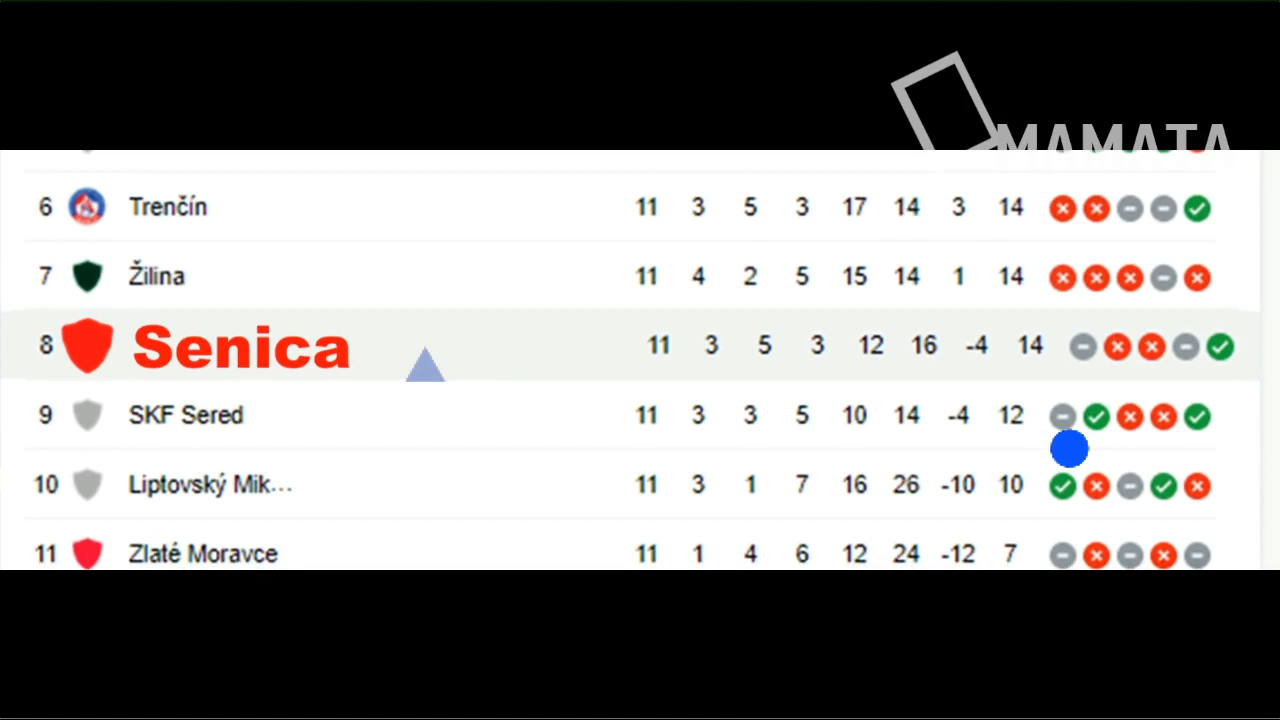 MAMATA
6 Trenčín 11 3 5 3 17 14 3 14
7 Žilina 11 4 2 5 15 14 1 14
8 Senica 11 3 5 3 12 16 -4 14
9 SKF Sered 11 3 3 5 10 14 -4 12
10 Liptovský Mik... 11 3 1 7 16 26 -10 10
11 Zlaté Moravce 11 1 4 6 12 24 -12 7